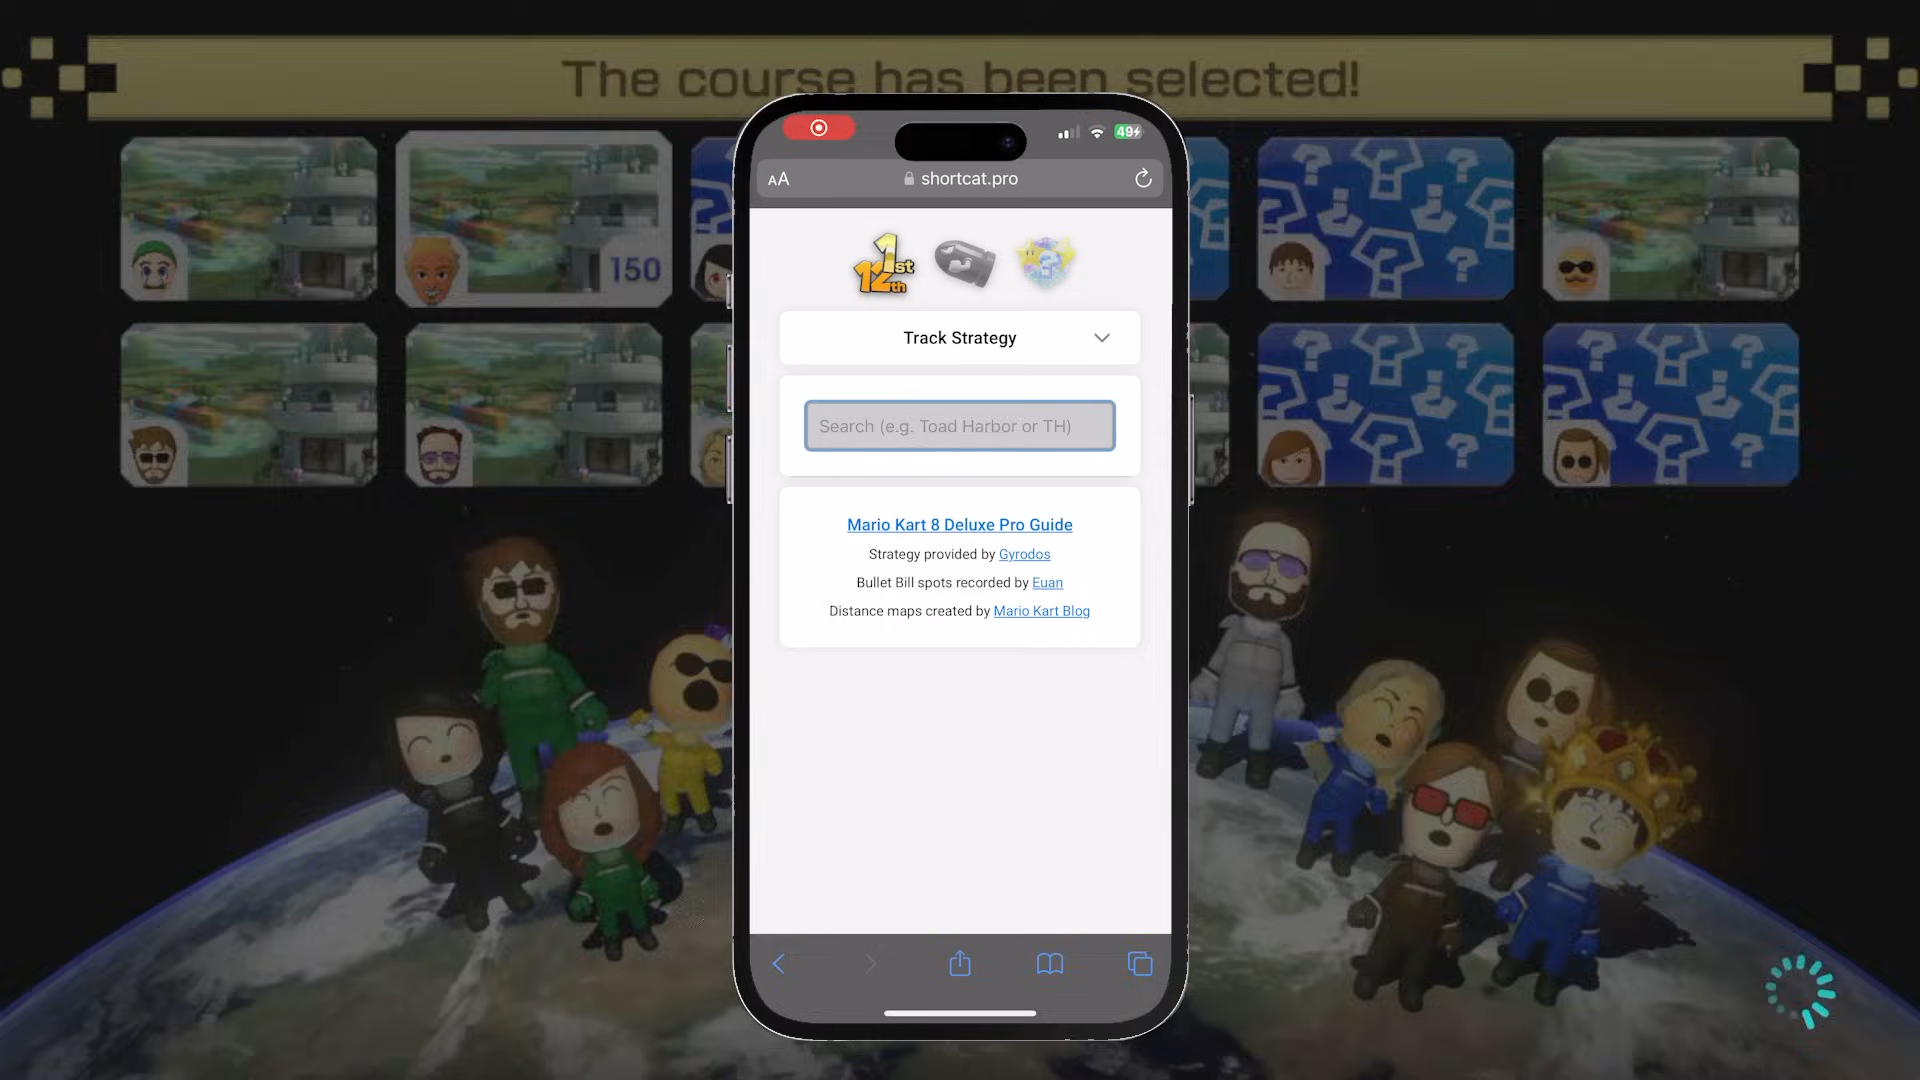 The course has been selected!
49
AA shortcat.pro
1st
12th
150
Track Strategy
Search (e.g. Toad Harbor or TH)
Mario Kart 8 Deluxe Pro Guide
Strategy provided by Gyrodos
Bullet Bill spots recorded by Euan
Distance maps created by Mario Kart Blog